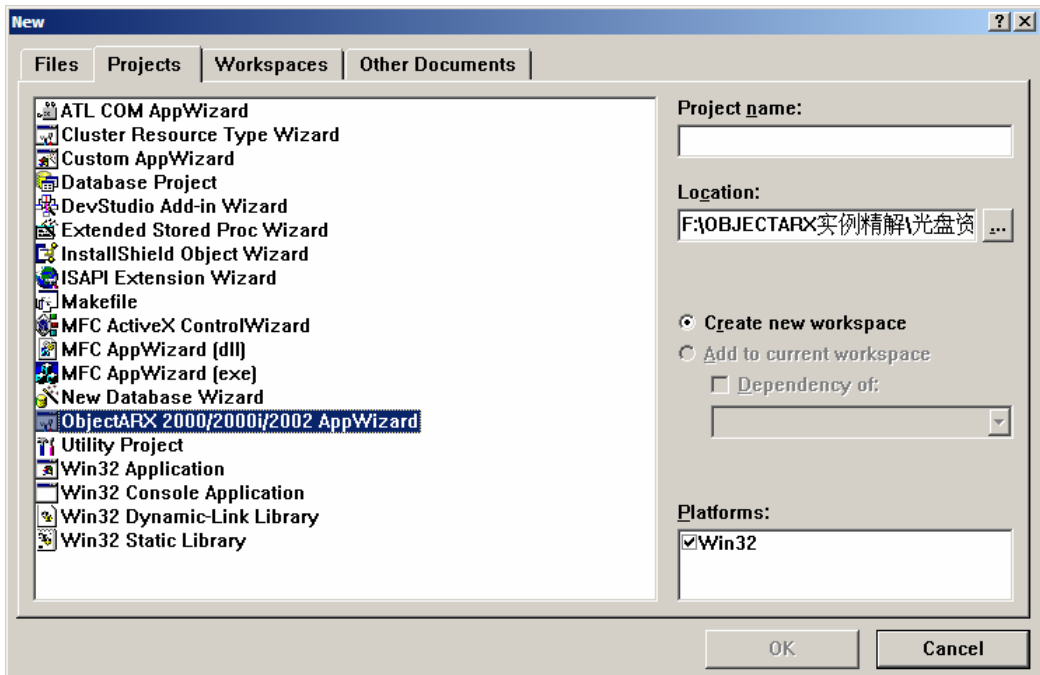 New
Files Projects Workspaces Other Documents
ATL COM AppWizard
Cluster Resource Type Wizard
Custom AppWizard
Database Project
DevStudio Add-in Wizard
Extended Stored Proc Wizard
InstallShield Object Wizard
ISAPI Extension Wizard
Makefile
MFC ActiveX ControlWizard
MFC AppWizard (dll)
MFC AppWizard (exe)
New Database Wizard
ObjectARX 2000/2000i/2002 AppWizard
Utility Project
Win32 Application
Win32 Console Application
Win32 Dynamic-Link Library
Win32 Static Library
Project name:
Location:
F:\OBJECTARX实例精解\光盘资
...
Create new workspace
Add to current workspace
Dependency of:
Platforms:
Win32
OK Cancel